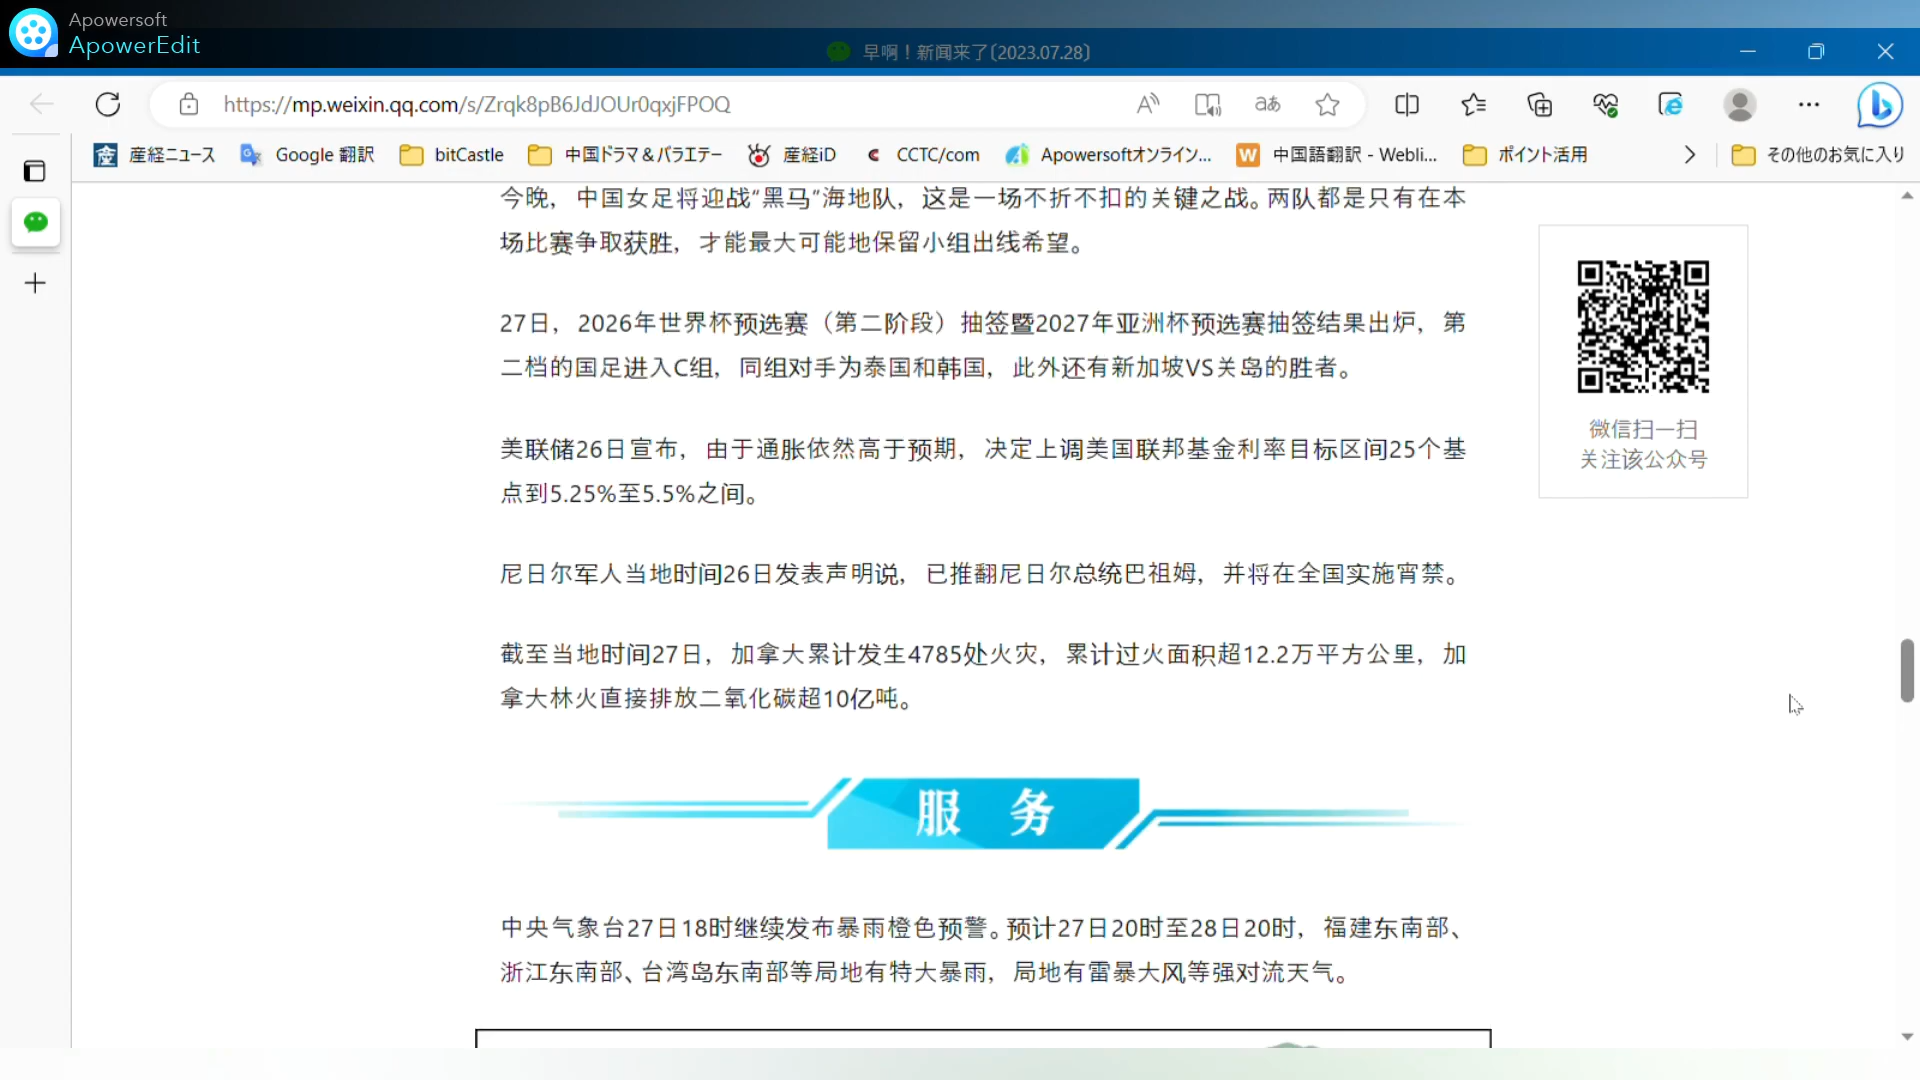 Apowersoft
ApowerEdit
早啊！新闻来了〔2023.07.28〕
https://mp.weixin.qq.com/s/Zrqk8pB6JdJOUr0qxjFPOQ
産経ニュース
Google 翻訳
bitCastle
中国ドラマ＆バラエテー
産経iD
CCTC/com
Apowersoftオンライン...
中国語翻訳 - Webli...
ポイント活用
その他のお気に入り
今晚，中国女足将迎战“黑马”海地队，这是一场不折不扣的关键之战。两队都是只有在本
场比赛争取获胜，才能最大可能地保留小组出线希望。
27日，2026年世界杯预选赛（第二阶段）抽签暨2027年亚洲杯预选赛抽签结果出炉，第
二档的国足进入C组，同组对手为泰国和韩国，此外还有新加坡VS关岛的胜者。
美联储26日宣布，由于通胀依然高于预期，决定上调美国联邦基金利率目标区间25个基
点到5.25%至5.5%之间。
尼日尔军人当地时间26日发表声明说，已推翻尼日尔总统巴祖姆，并将在全国实施宵禁。
截至当地时间27日，加拿大累计发生4785处火灾，累计过火面积超12.2万平方公里，加
拿大林火直接排放二氧化碳超10亿吨。
微信扫一扫
关注该公众号
服 务
中央气象台27日18时继续发布暴雨橙色预警。预计27日20时至28日20时，福建东南部、
浙江东南部、台湾岛东南部等局地有特大暴雨，局地有雷暴大风等强对流天气。